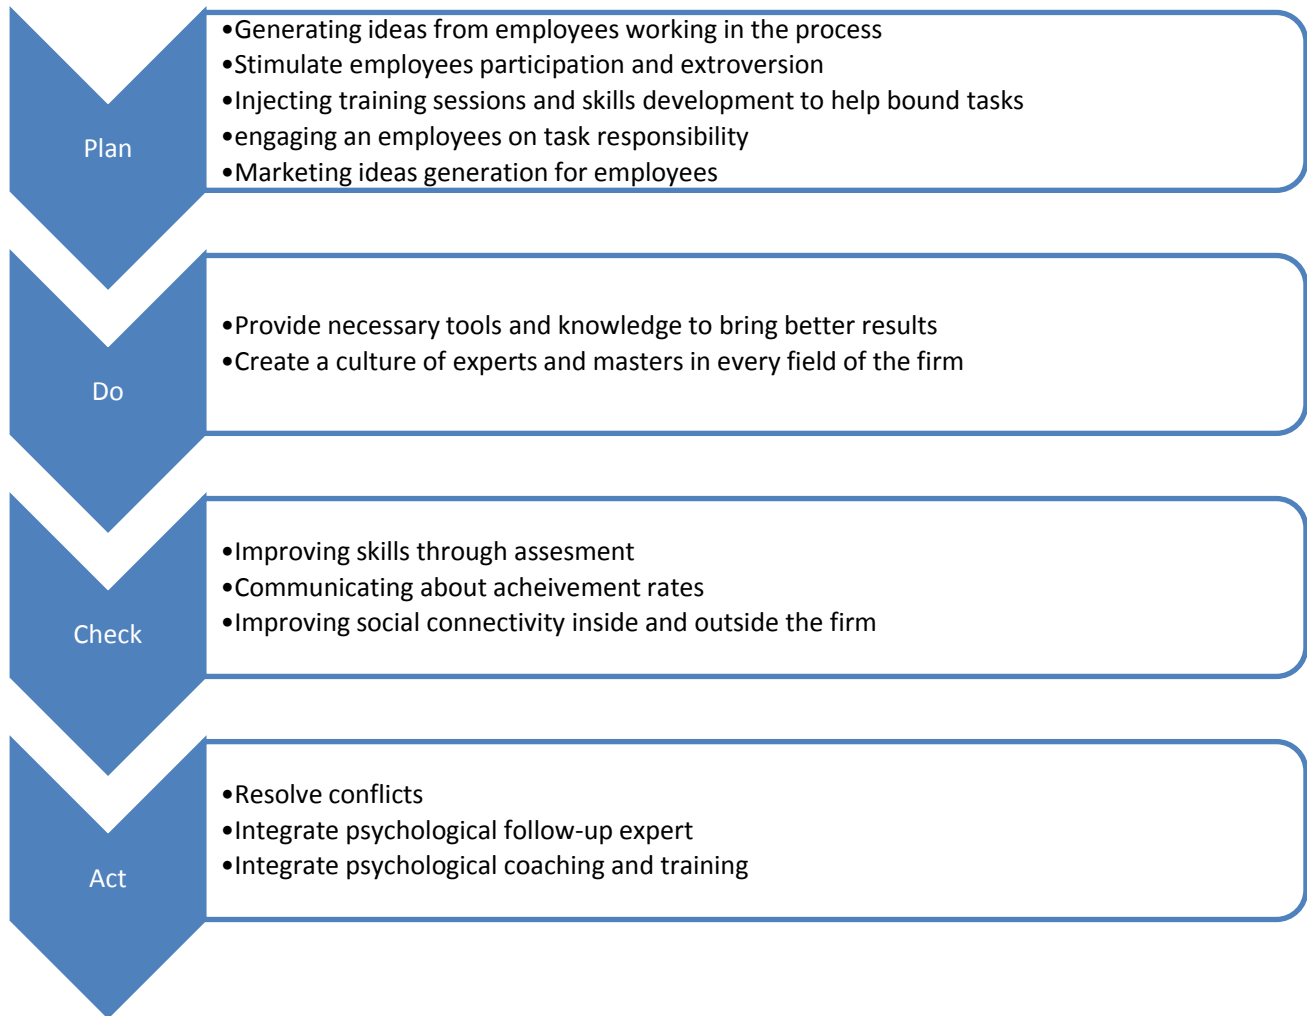 Plan
•Generating ideas from employees working in the process
•Stimulate employees participation and extroversion
•Injecting training sessions and skills development to help bound tasks
•engaging an employees on task responsibility
•Marketing ideas generation for employees
Do
•Provide necessary tools and knowledge to bring better results
•Create a culture of experts and masters in every field of the firm
Check
•Improving skills through assesment
•Communicating about acheivement rates
•Improving social connectivity inside and outside the firm
Act
•Resolve conflicts
•Integrate psychological follow-up expert
•Integrate psychological coaching and training